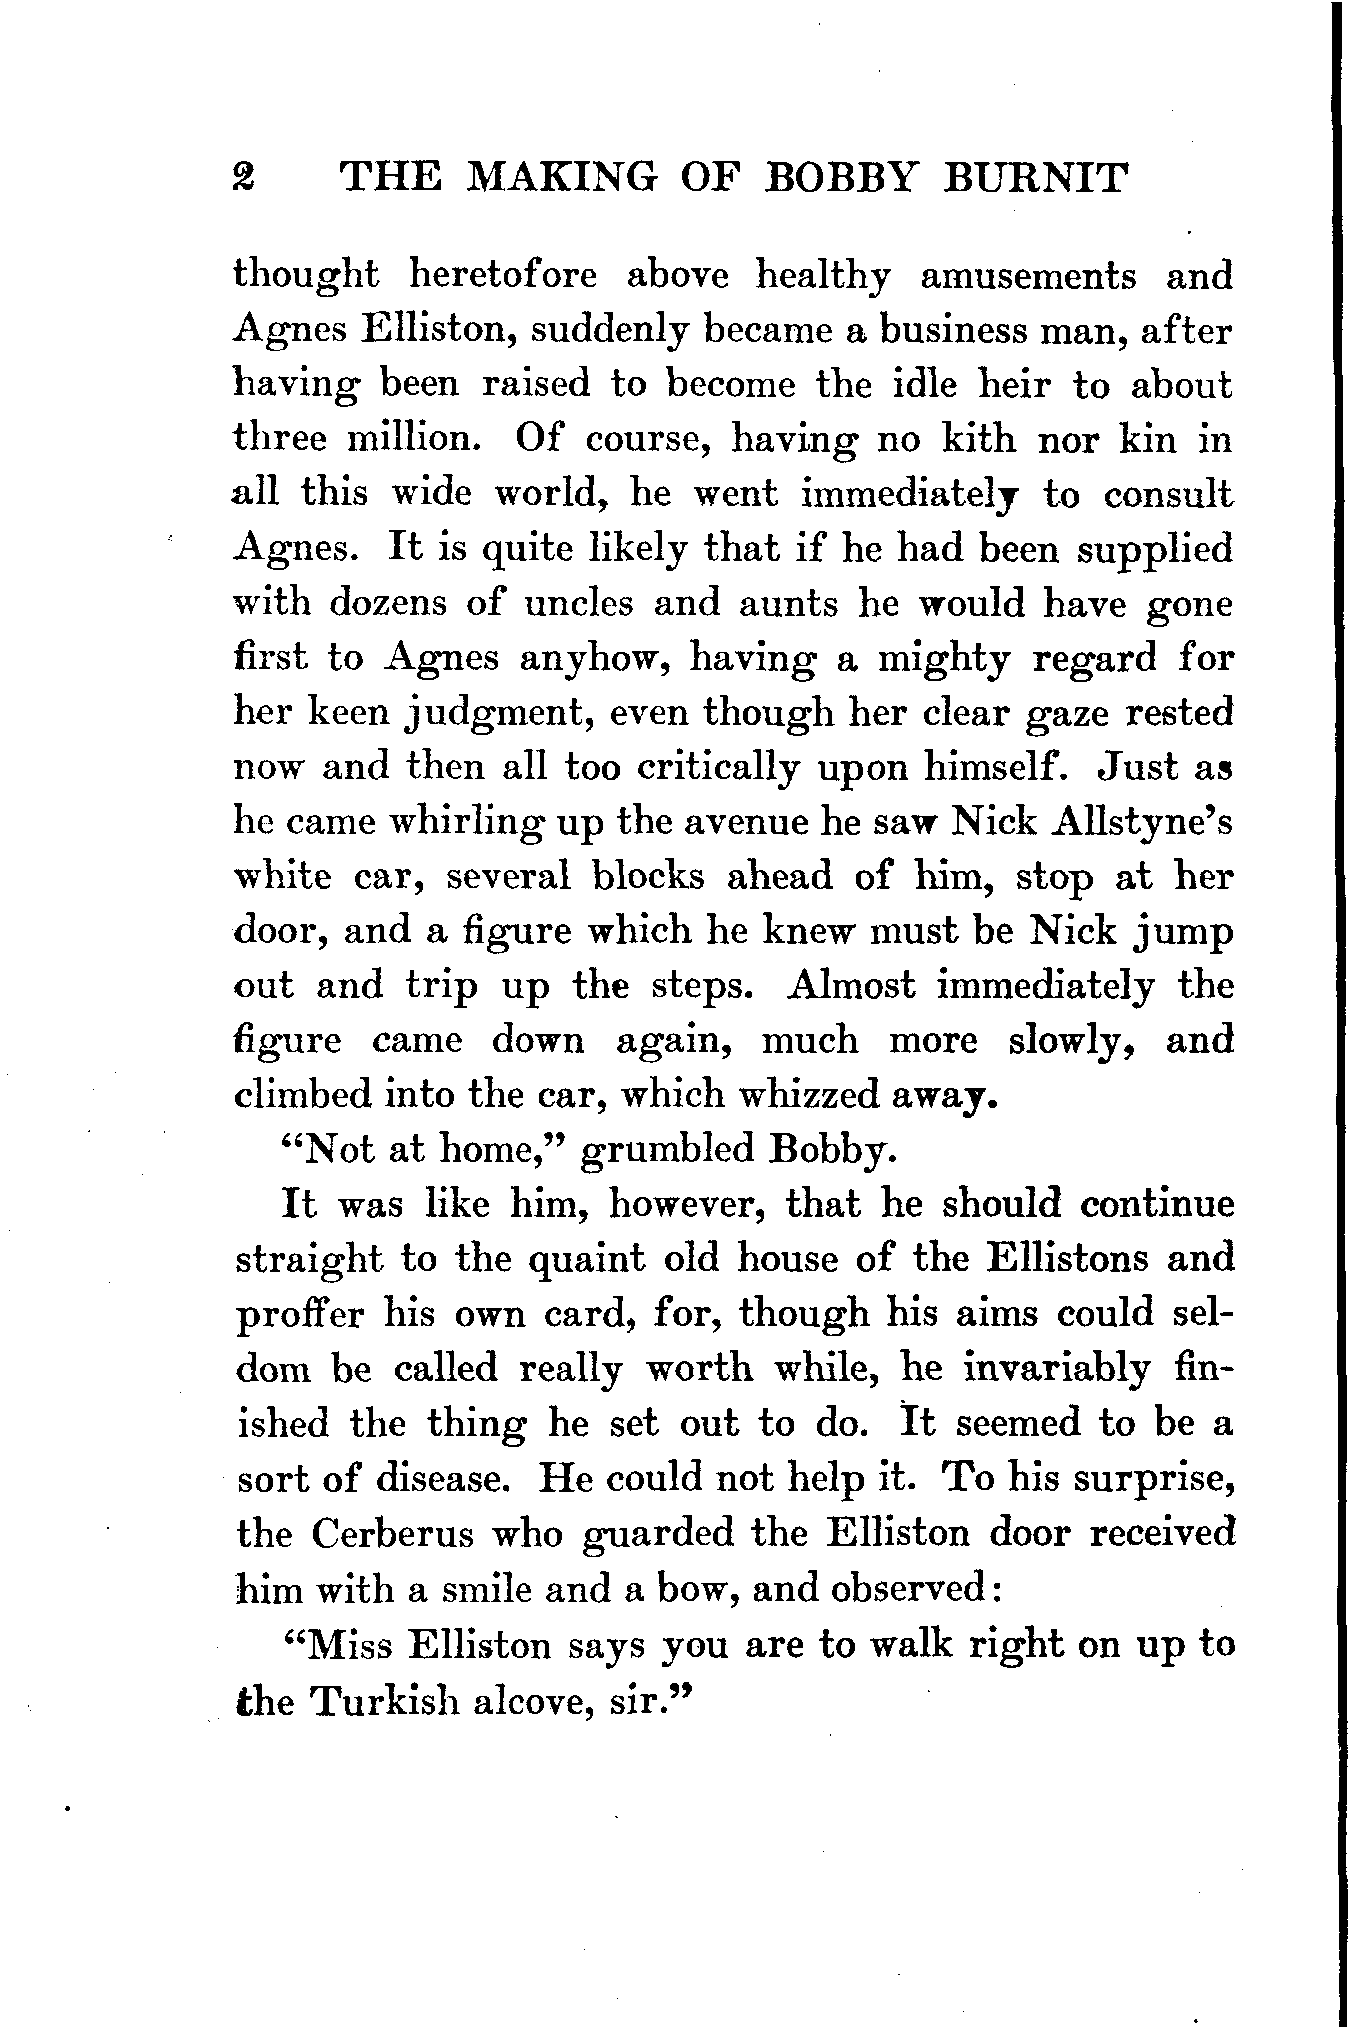 2 THE MAKING OF BOBBY BURNIT
thought heretofore above healthy amusements and
Agnes Elliston, suddenly became a business man, after
having been raised to become the idle heir to about
three million. Of course, having no kith nor kin in
all this wide world, he went immediately to consult
Agnes. It is quite likely that if he had been supplied
with dozens of uncles and aunts he would have gone
first to Agnes anyhow, having a mighty regard for
her keen judgment, even though her clear gaze rested
now and then all too critically upon himself. Just as
he came whirling up the avenue he saw Nick Allstyne's
white car, several blocks ahead of him, stop at her
door, and a figure which he knew must be Nick jump
out and trip up the steps. Almost immediately the
figure came down again, much more slowly, and
climbed into the car, which whizzed away.
“Not at home,” grumbled Bobby.
It was like him, however, that he should continue
straight to the quaint old house of the Ellistons and
proffer his own card, for, though his aims could sel-
dom be called really worth while, he invariably fin-
ished the thing he set out to do. It seemed to be a
sort of disease. He could not help it. To his surprise,
the Cerberus who guarded the Elliston door received
him with a smile and a bow, and observed:
“Miss Elliston says you are to walk right on up to
the Turkish alcove, sir.”